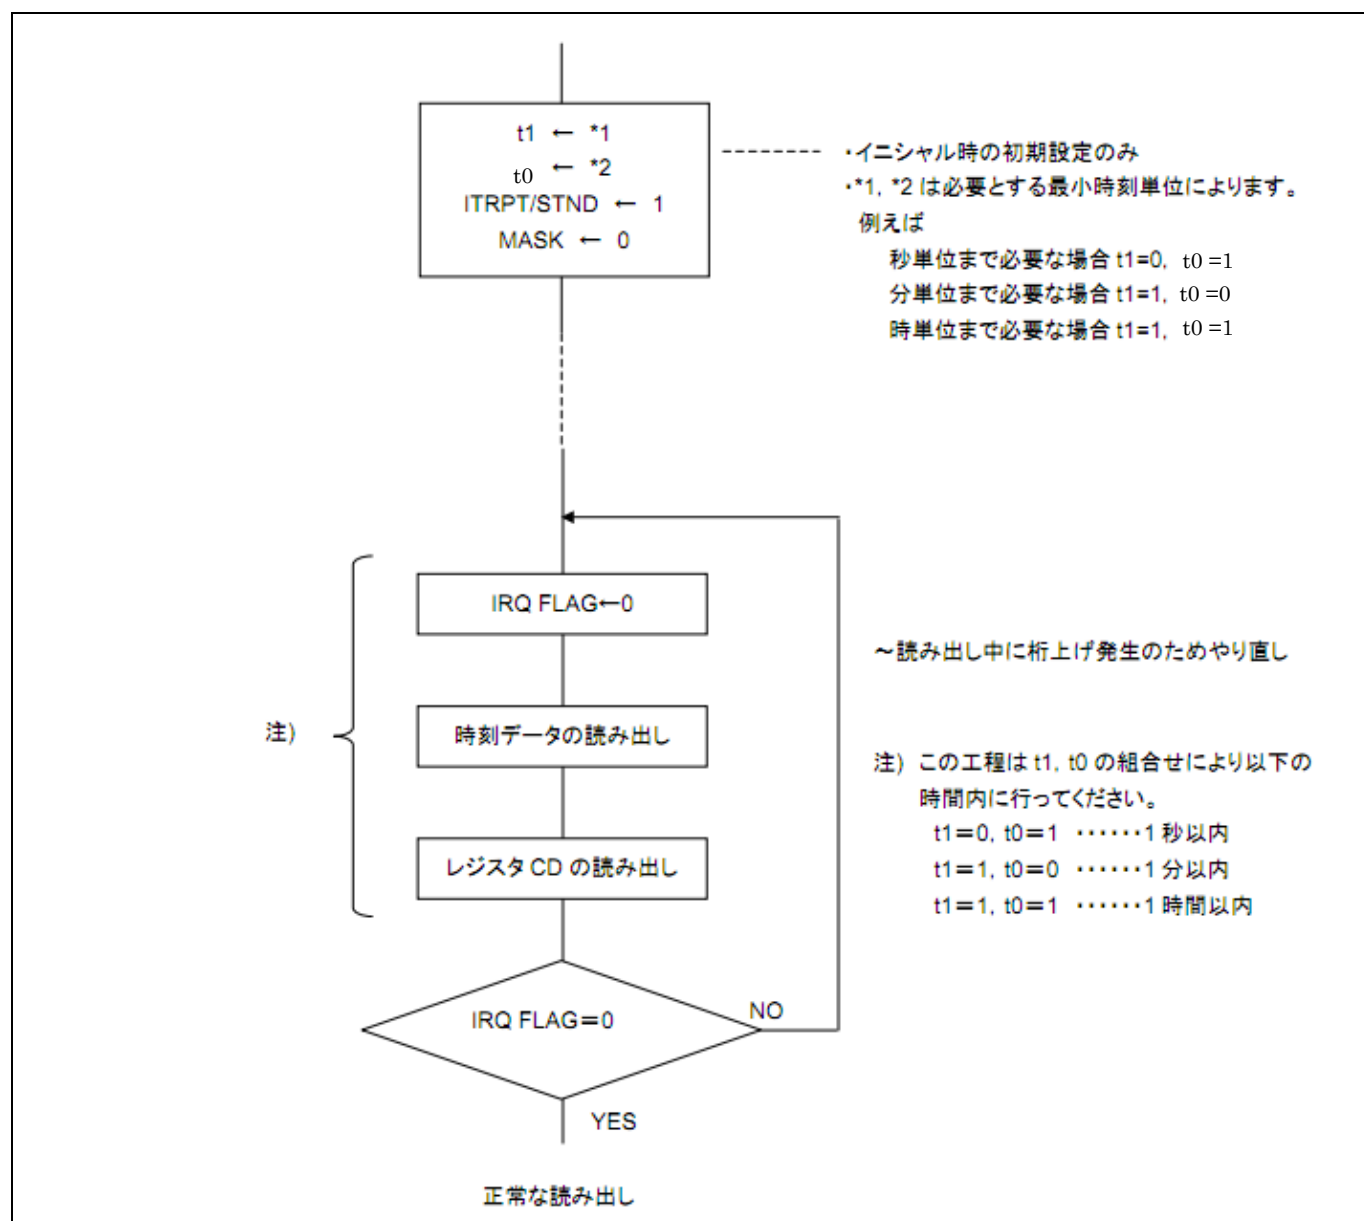 t1 ← *1
t0 ← *2
ITRPT/STND ← 1
MASK ← 0
・イニシャル時の初期設定のみ
・*1, *2 は必要とする最小時刻単位によります。
例えば
秒単位まで必要な場合 t1=0, t0 =1
分単位まで必要な場合 t1=1, t0 =0
時単位まで必要な場合 t1=1, t0 =1
IRQ FLAG←0
～読み出し中に桁上げ発生のためやり直し
時刻データの読み出し
注)
注) この工程は t1, t0 の組合せにより以下の
時間内に行ってください。
t1＝0, t0＝1 ‥‥‥1 秒以内
t1＝1, t0＝0 ‥‥‥1 分以内
t1＝1, t0＝1 ‥‥‥1 時間以内
レジスタ CD の読み出し
IRQ FLAG＝0
NO
YES
正常な読み出し